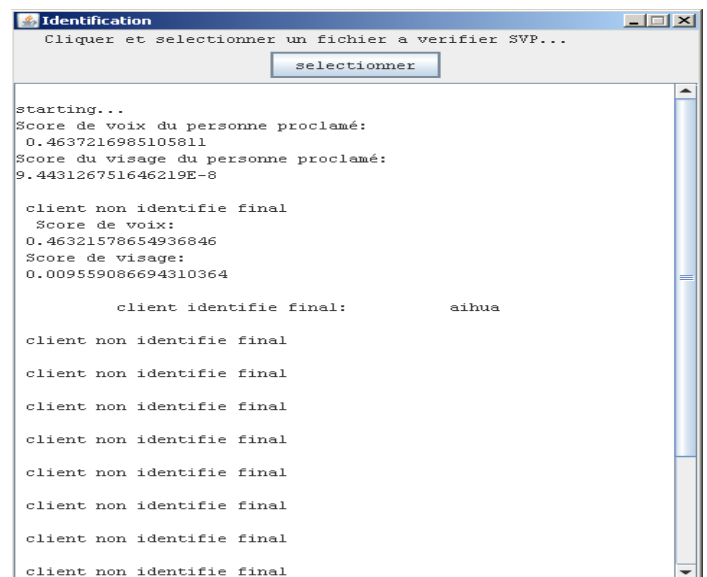 Identification
Cliquer et selectionner un fichier a verifier SVP...
selectionner
starting...
Score de voix du personne proclamé:
0.4637216985105811
Score du visage du personne proclamé:
9.443126751646219E-8
client non identifie final
Score de voix:
0.46321578654936846
Score de visage:
0.009559086694310364
client identifie final: aihua
client non identifie final
client non identifie final
client non identifie final
client non identifie final
client non identifie final
client non identifie final
client non identifie final
client non identifie final